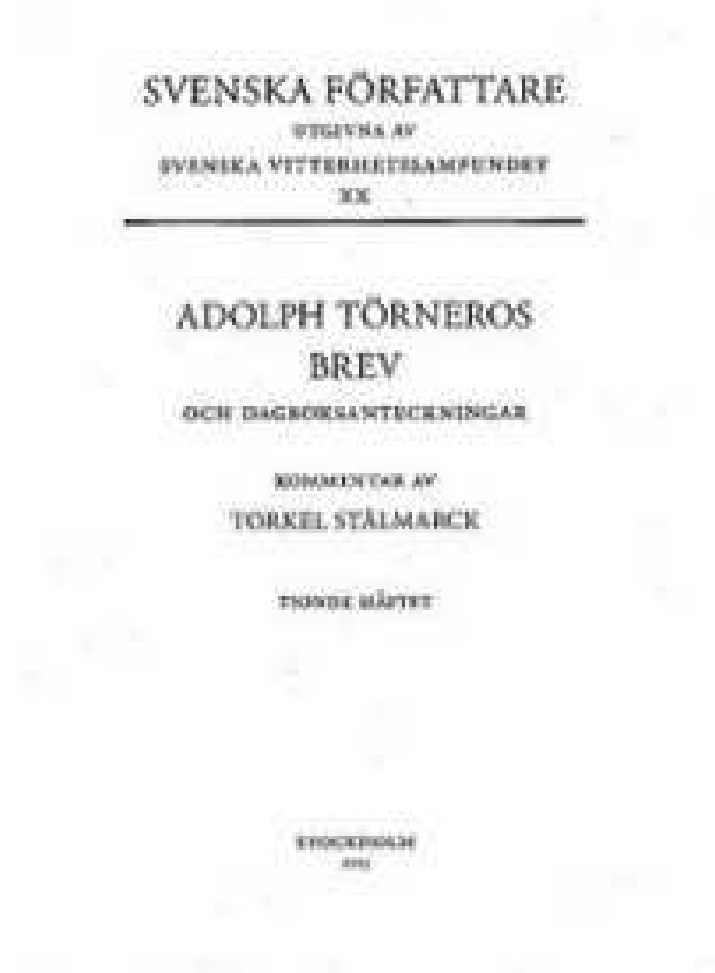 SVENSKA FÖRFATTARE
UTGIVNA AV
SVENSKA VITTERHETSSAMFUNDET
XX
ADOLPH TÖRNEROS
BREV
OCH DAGBOKSANTECKNINGAR
KOMMENTAR AV
TORKEL STÅLMARCK
TIONDE HÄFTET
STOCKHOLM